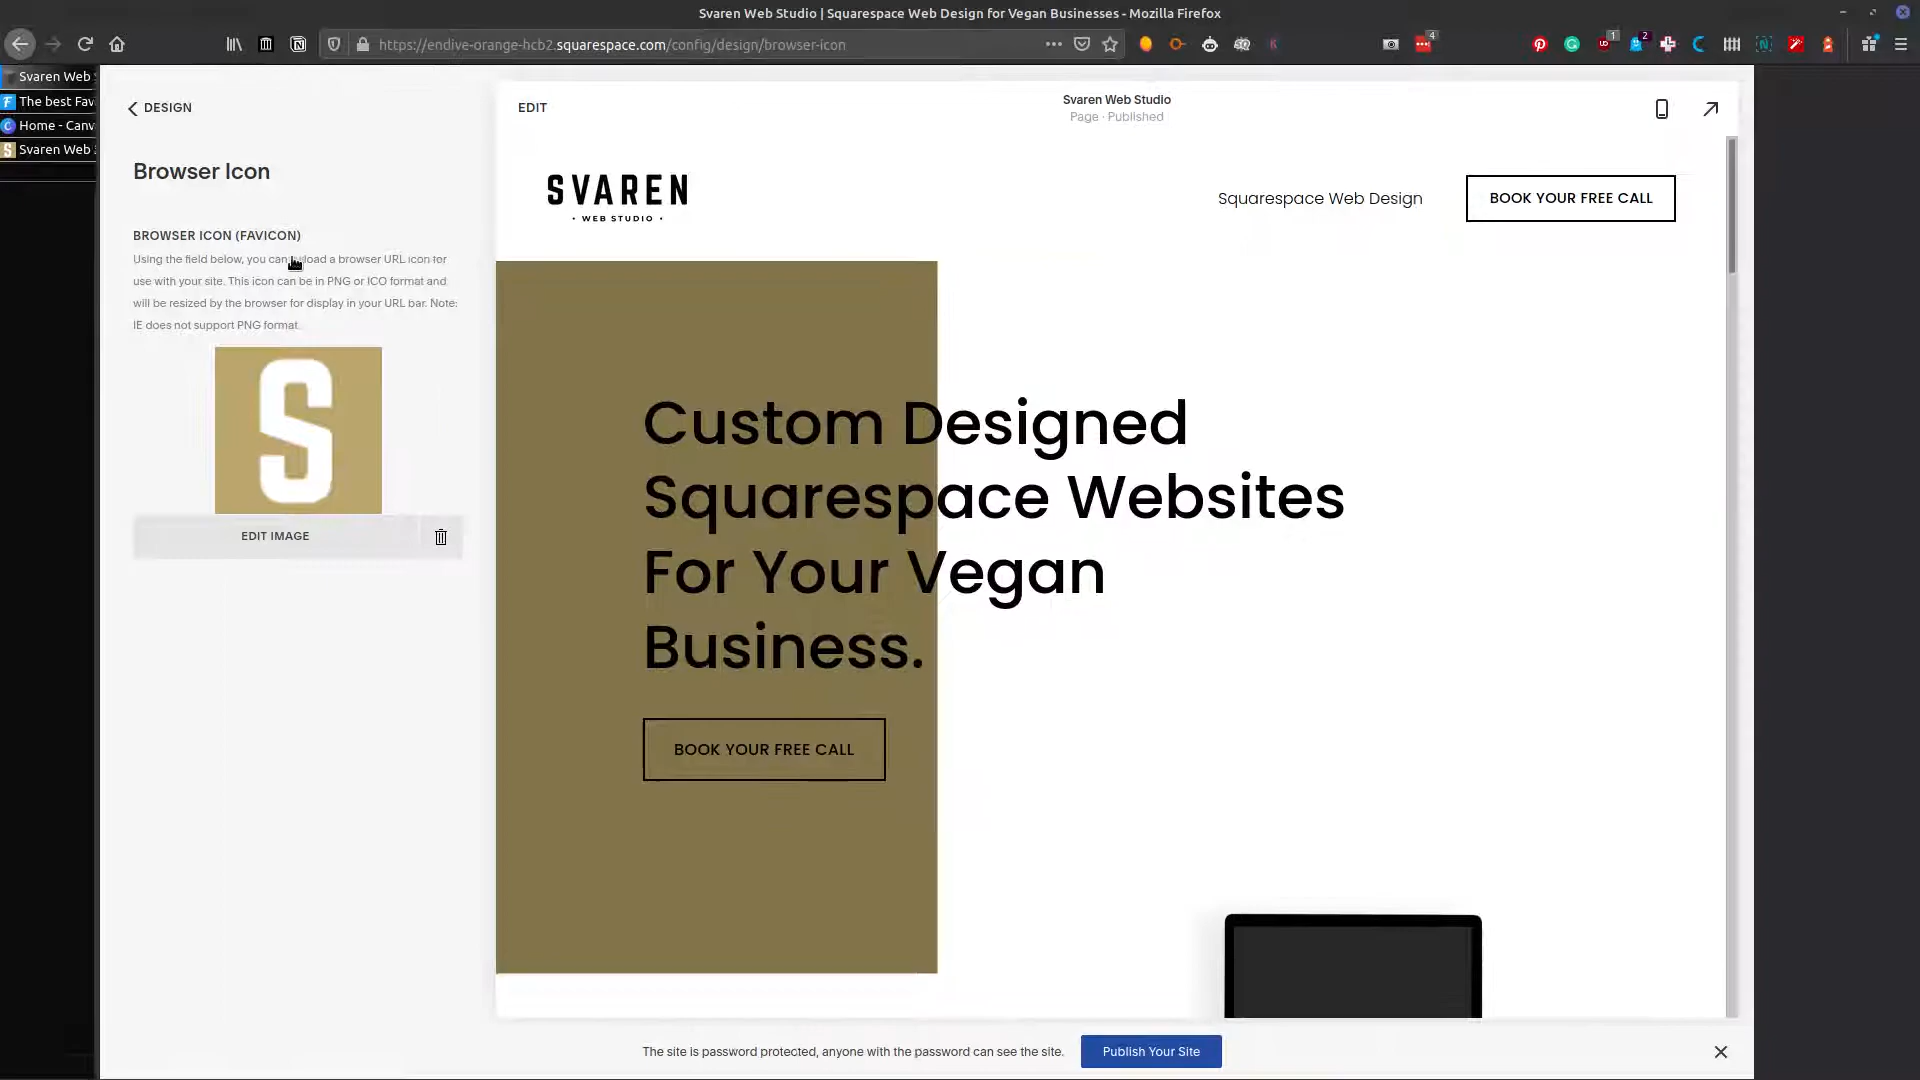 Svaren Web Studio | Squarespace Web Design for Vegan Businesses - Mozilla Firefox
https://endive-orange-hcb2.squarespace.com/config/design/browser-icon
1
2
4
Svaren Web S
The best Fav
Home - Canv
Svaren Web
DESIGN
Browser Icon
BROWSER ICON (FAVICON)
Using the field below, you can upload a browser URL icon for
use with your site. This icon can be in PNG or ICO format and
will be resized by the browser for display in your URL bar. Note:
IE does not support PNG format.
S
EDIT IMAGE
EDIT
Svaren Web Studio
Page · Published
SVAREN
• WEB STUDIO •
Squarespace Web Design
BOOK YOUR FREE CALL
Custom Designed
Squarespace Websites
For Your Vegan
Business.
BOOK YOUR FREE CALL
The site is password protected, anyone with the password can see the site.
Publish Your Site